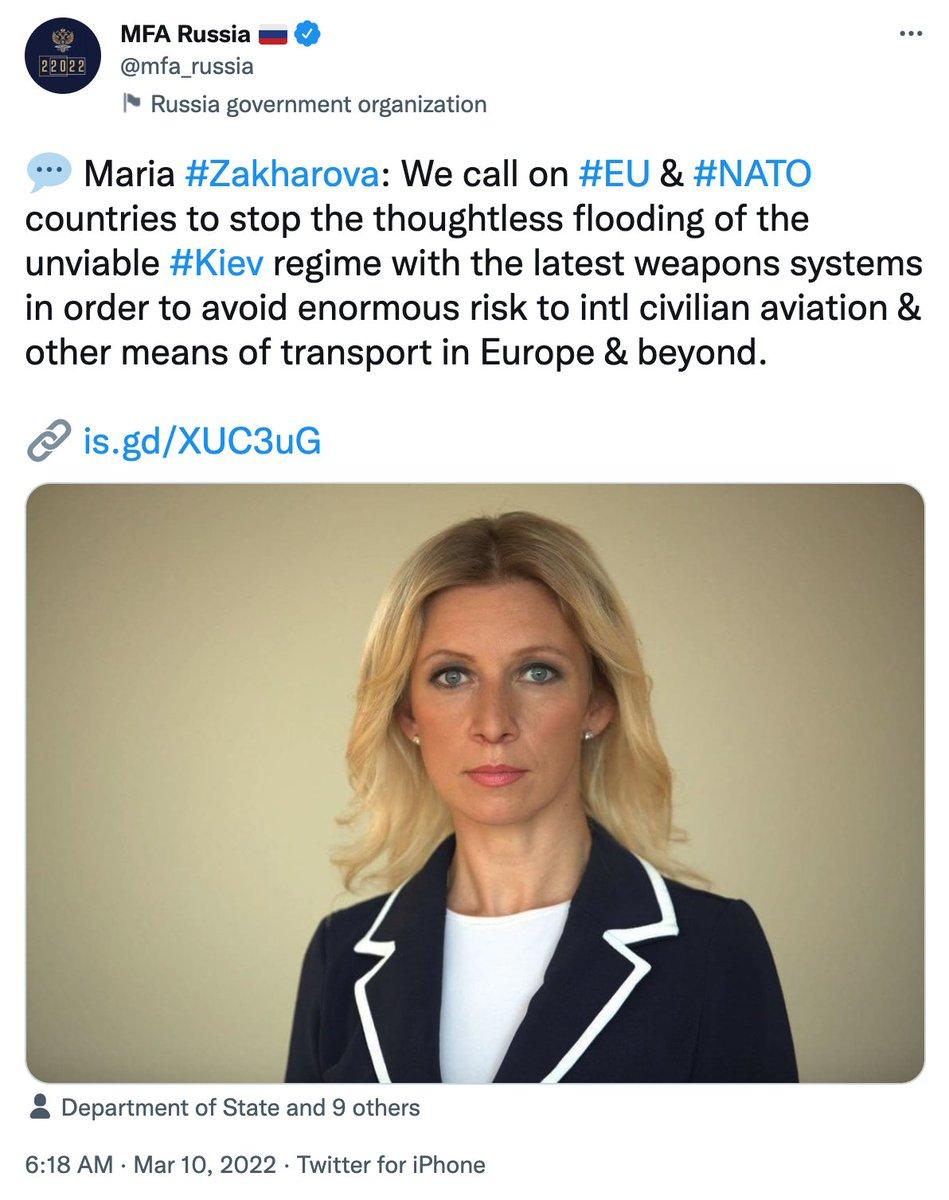 MFA Russia 🇷🇺
@mfa_russia
Russia government organization
22022
💬 Maria #Zakharova: We call on #EU & #NATO
countries to stop the thoughtless flooding of the
unviable #Kiev regime with the latest weapons systems
in order to avoid enormous risk to intl civilian aviation &
other means of transport in Europe & beyond.
🔗 is.gd/XUC3uG
Department of State and 9 others
6:18 AM · Mar 10, 2022 · Twitter for iPhone